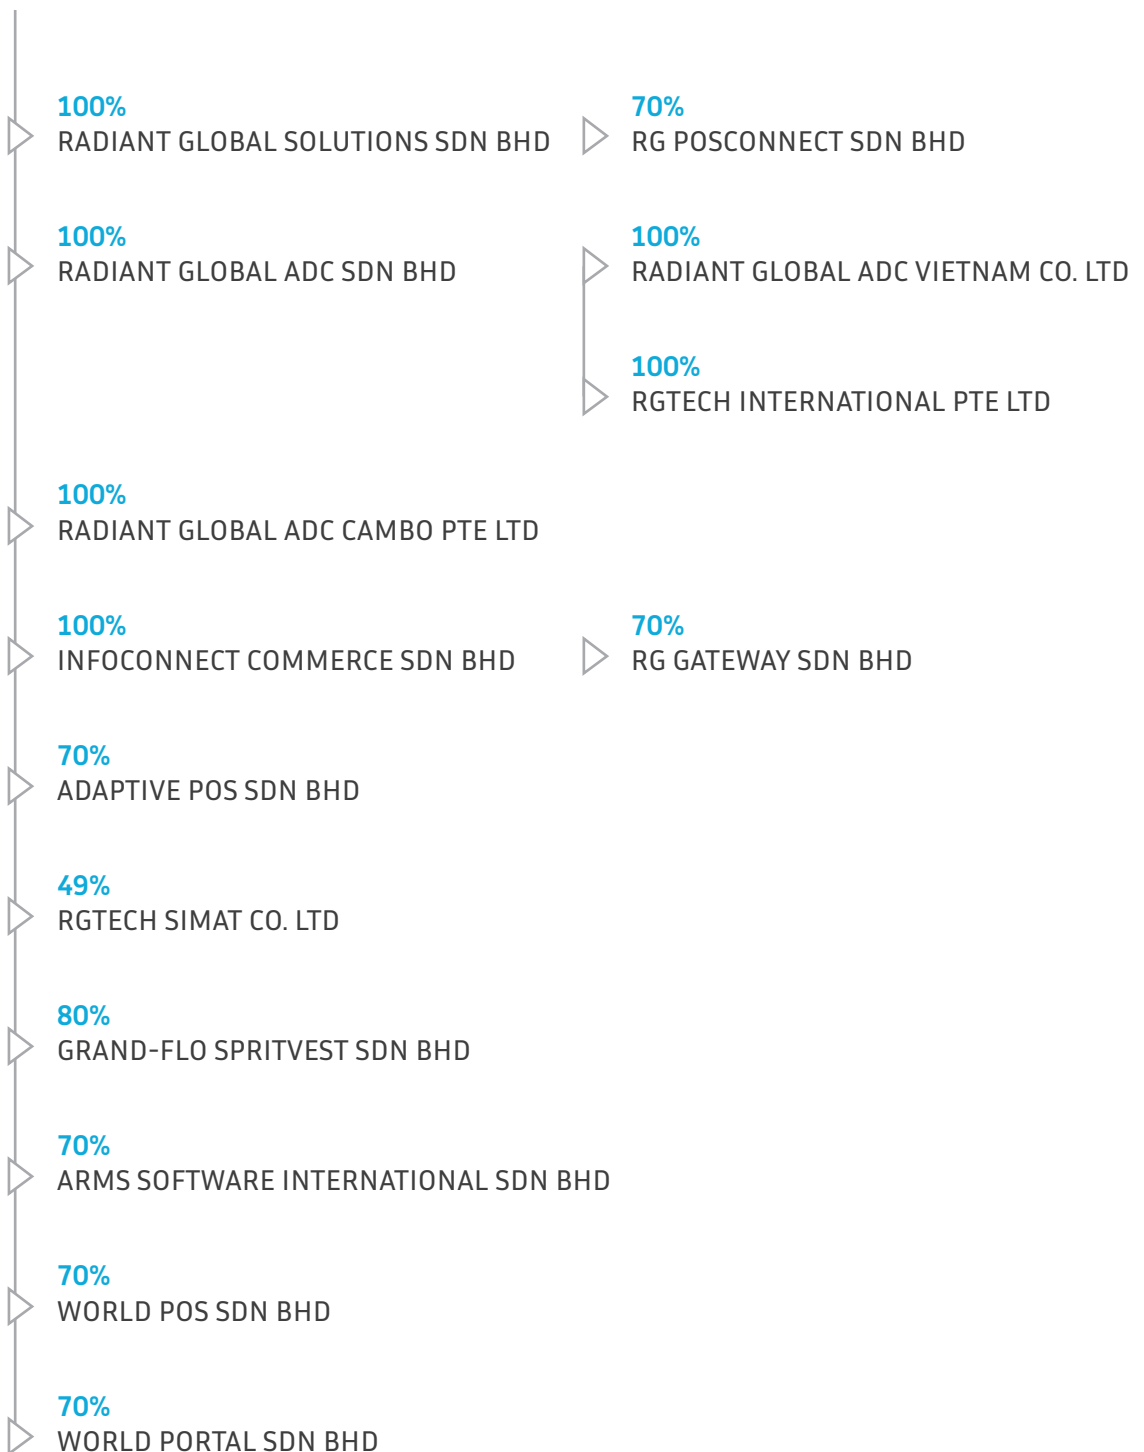 100%
RADIANT GLOBAL SOLUTIONS SDN BHD
70%
RG POSCONNECT SDN BHD
100%
RADIANT GLOBAL ADC SDN BHD
100%
RADIANT GLOBAL ADC VIETNAM CO. LTD
100%
RGTECH INTERNATIONAL PTE LTD
100%
RADIANT GLOBAL ADC CAMBO PTE LTD
100%
INFOCONNECT COMMERCE SDN BHD
70%
RG GATEWAY SDN BHD
70%
ADAPTIVE POS SDN BHD
49%
RGTECH SIMAT CO. LTD
80%
GRAND-FLO SPRITVEST SDN BHD
70%
ARMS SOFTWARE INTERNATIONAL SDN BHD
70%
WORLD POS SDN BHD
70%
WORLD PORTAL SDN BHD